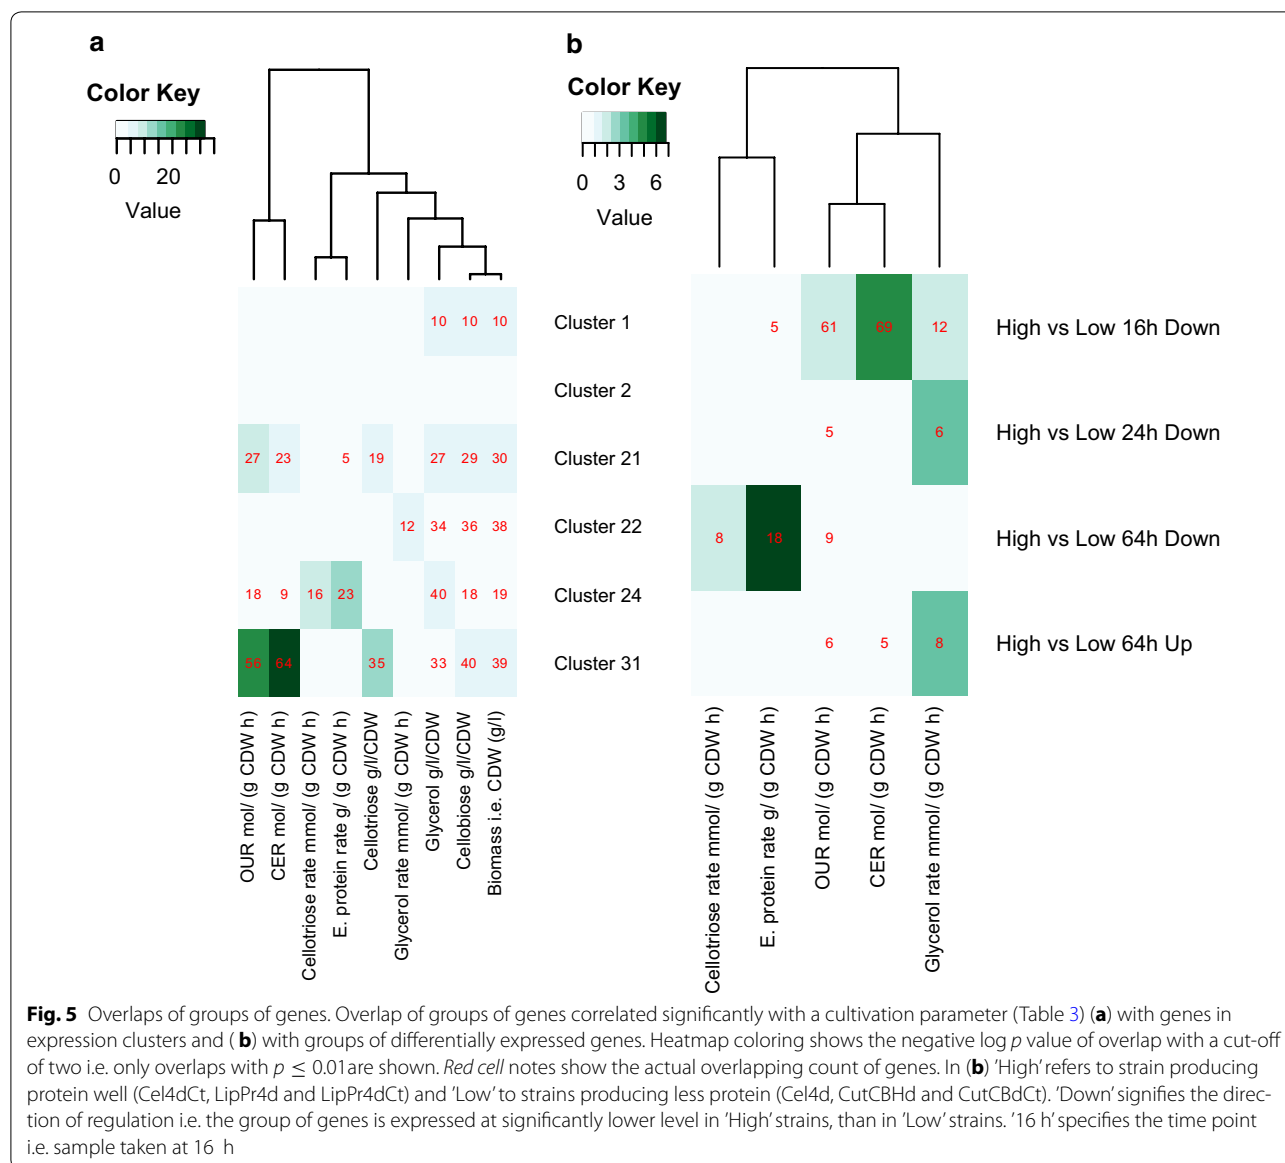 a
Color Key
0 20
Value
10 10 10 Cluster 1
Cluster 2
27 23 5 19 27 29 30 Cluster 21
12 34 36 38 Cluster 22
18 9 16 23 40 18 19 Cluster 24
56 64 35 33 40 39 Cluster 31
OUR mol/ (g CDW h)
CER mol/ (g CDW h)
Cellotriose rate mmol/ (g CDW h)
E. protein rate g/ (g CDW h)
Cellotriose g/l/CDW
Glycerol rate mmol/ (g CDW h)
Glycerol g/l/CDW
Cellobiose g/l/CDW
Biomass i.e. CDW (g/l)
b
Color Key
0 3 6
Value
5 61 69 12 High vs Low 16h Down
5 6 High vs Low 24h Down
8 18 9 High vs Low 64h Down
6 5 8 High vs Low 64h Up
Cellotriose rate mmol/ (g CDW h)
E. protein rate g/ (g CDW h)
OUR mol/ (g CDW h)
CER mol/ (g CDW h)
Glycerol rate mmol/ (g CDW h)
Fig. 5 Overlaps of groups of genes. Overlap of groups of genes correlated significantly with a cultivation parameter (Table 3) (a) with genes in
expression clusters and ( b) with groups of differentially expressed genes. Heatmap coloring shows the negative log p value of overlap with a cut-off
of two i.e. only overlaps with p ≤ 0.01are shown. Red cell notes show the actual overlapping count of genes. In (b) 'High' refers to strain producing
protein well (Cel4dCt, LipPr4d and LipPr4dCt) and 'Low' to strains producing less protein (Cel4d, CutCBHd and CutCBdCt). 'Down' signifies the direc-
tion of regulation i.e. the group of genes is expressed at significantly lower level in 'High' strains, than in 'Low' strains. '16 h' specifies the time point
i.e. sample taken at 16 h